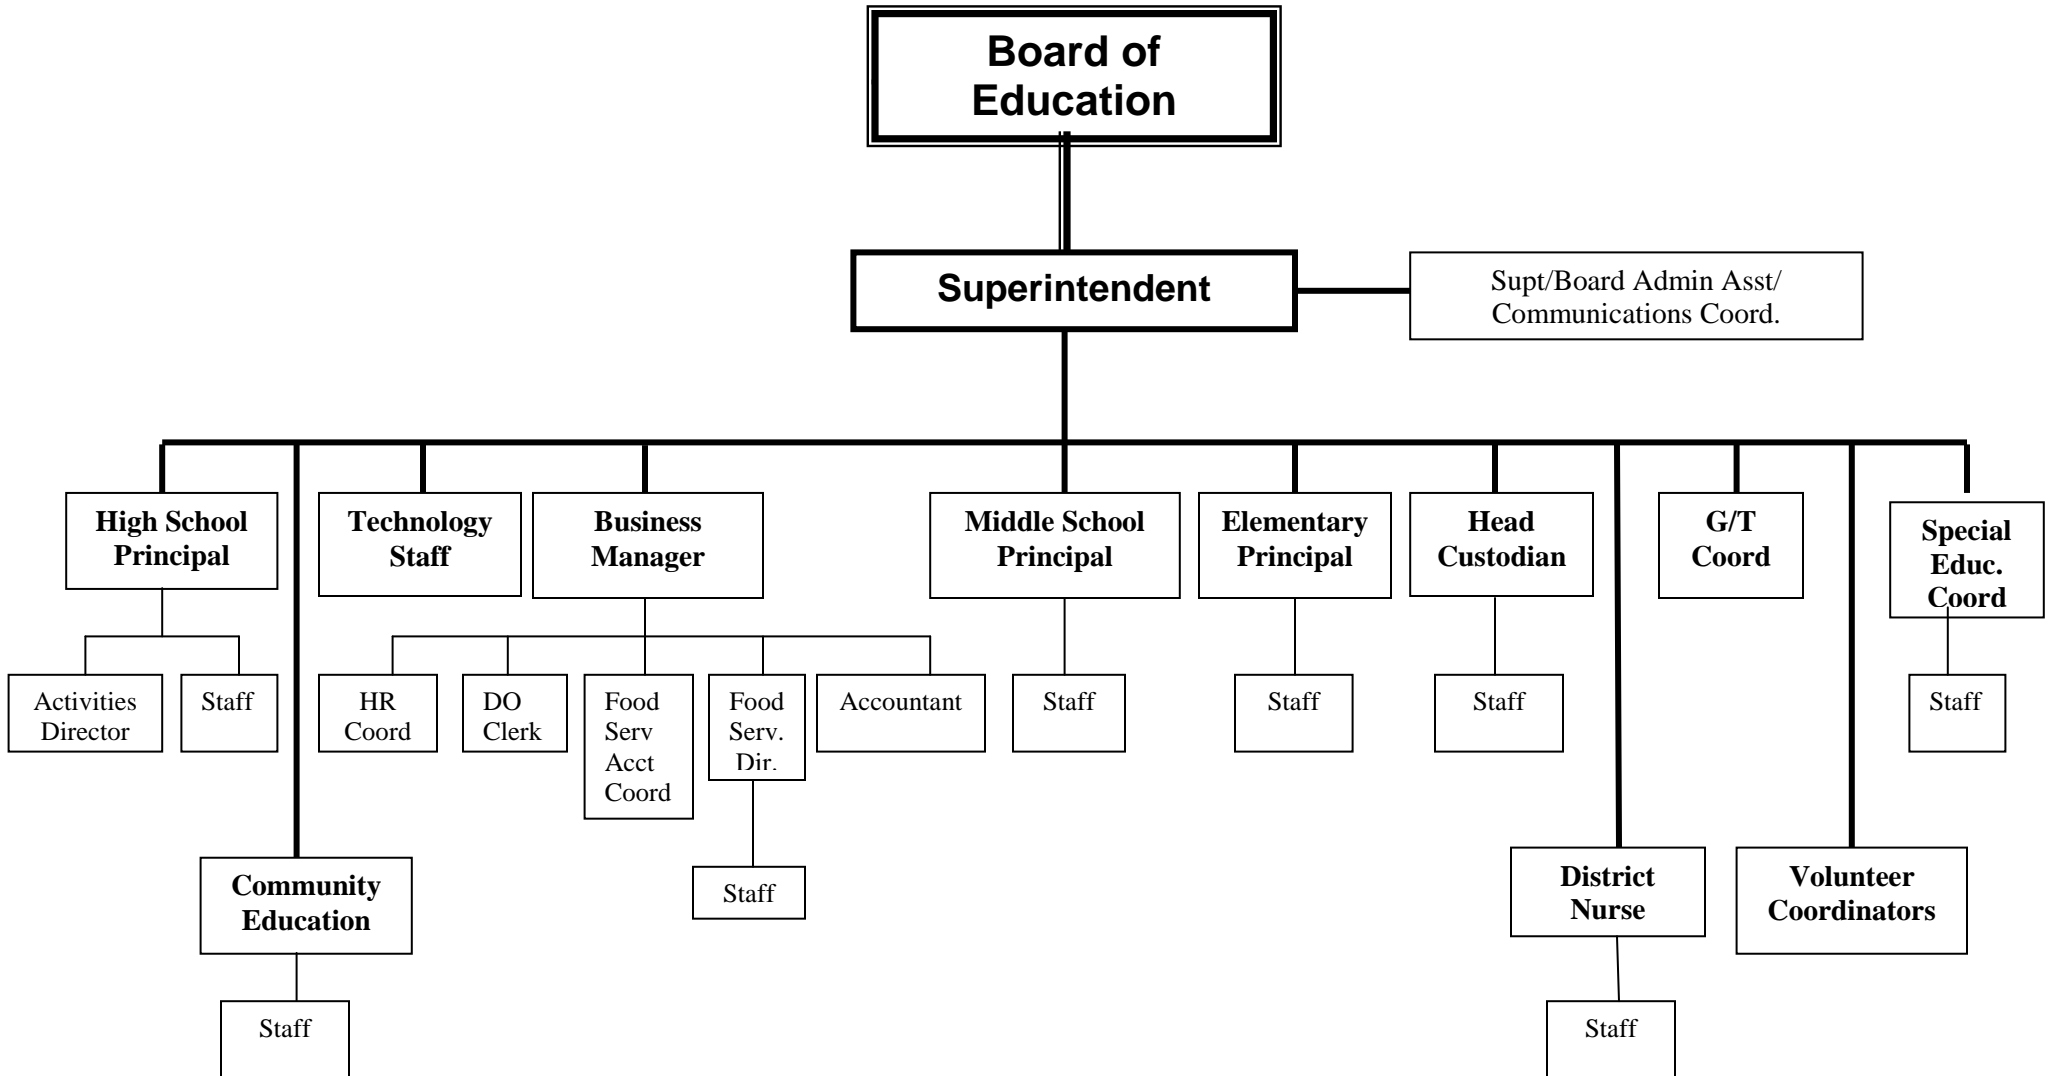 Board of
Education
Superintendent
Supt/Board Admin Asst/
Communications Coord.
High School
Principal
Technology
Staff
Business
Manager
Middle School
Principal
Elementary
Principal
Head
Custodian
G/T
Coord
Special
Educ.
Coord
Activities
Director
Staff
HR
Coord
DO
Clerk
Food
Serv
Acct
Coord
Food
Serv.
Dir.
Accountant
Staff
Staff
Staff
Staff
Community
Education
Staff
District
Nurse
Volunteer
Coordinators
Staff
Staff